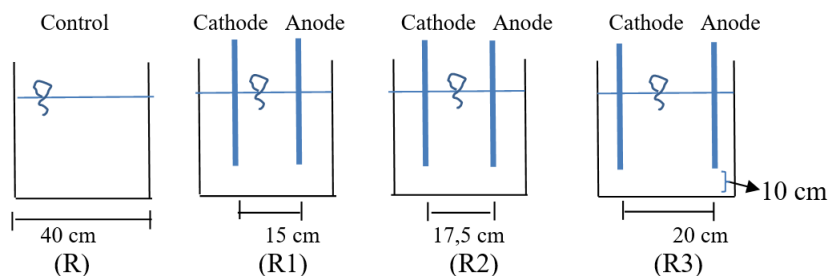 Control
Cathode Anode
Cathode Anode
Cathode Anode
10 cm
40 cm
15 cm
17,5 cm
20 cm
(R)
(R1)
(R2)
(R3)